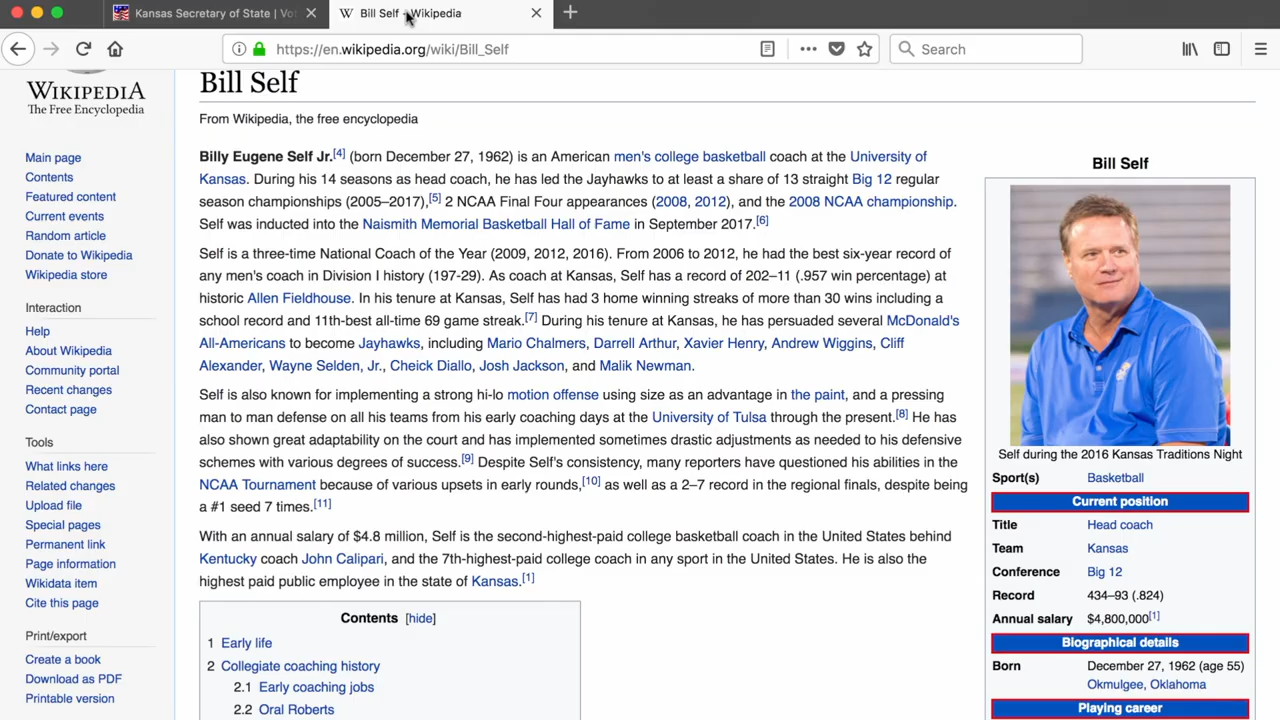 Kansas Secretary of State | Vot
Bill Self - Wikipedia
https://en.wikipedia.org/wiki/Bill_Self
Search
WIKIPEDIA
The Free Encyclopedia
Main page
Contents
Featured content
Current events
Random article
Donate to Wikipedia
Wikipedia store
Interaction
Help
About Wikipedia
Community portal
Recent changes
Contact page
Tools
What links here
Related changes
Upload file
Special pages
Permanent link
Page information
Wikidata item
Cite this page
Print/export
Create a book
Download as PDF
Printable version
Bill Self
From Wikipedia, the free encyclopedia
Billy Eugene Self Jr.[4] (born December 27, 1962) is an American men's college basketball coach at the University of
Kansas. During his 14 seasons as head coach, he has led the Jayhawks to at least a share of 13 straight Big 12 regular
season championships (2005–2017),[5] 2 NCAA Final Four appearances (2008, 2012), and the 2008 NCAA championship.
Self was inducted into the Naismith Memorial Basketball Hall of Fame in September 2017.[6]
Self is a three-time National Coach of the Year (2009, 2012, 2016). From 2006 to 2012, he had the best six-year record of
any men's coach in Division I history (197-29). As coach at Kansas, Self has a record of 202–11 (.957 win percentage) at
historic Allen Fieldhouse. In his tenure at Kansas, Self has had 3 home winning streaks of more than 30 wins including a
school record and 11th-best all-time 69 game streak.[7] During his tenure at Kansas, he has persuaded several McDonald's
All-Americans to become Jayhawks, including Mario Chalmers, Darrell Arthur, Xavier Henry, Andrew Wiggins, Cliff
Alexander, Wayne Selden, Jr., Cheick Diallo, Josh Jackson, and Malik Newman.
Self is also known for implementing a strong hi-lo motion offense using size as an advantage in the paint, and a pressing
man to man defense on all his teams from his early coaching days at the University of Tulsa through the present.[8] He has
also shown great adaptability on the court and has implemented sometimes drastic adjustments as needed to his defensive
schemes with various degrees of success.[9] Despite Self's consistency, many reporters have questioned his abilities in the
NCAA Tournament because of various upsets in early rounds,[10] as well as a 2–7 record in the regional finals, despite being
a #1 seed 7 times.[11]
With an annual salary of $4.8 million, Self is the second-highest-paid college basketball coach in the United States behind
Kentucky coach John Calipari, and the 7th-highest-paid college coach in any sport in the United States. He is also the
highest paid public employee in the state of Kansas.[1]
Contents [hide]
1 Early life
2 Collegiate coaching history
2.1 Early coaching jobs
2.2 Oral Roberts
Bill Self
Self during the 2016 Kansas Traditions Night
Sport(s) Basketball
Current position
Title Head coach
Team Kansas
Conference Big 12
Record 434–93 (.824)
Annual salary $4,800,000[1]
Biographical details
Born December 27, 1962 (age 55)
Okmulgee, Oklahoma
Playing career